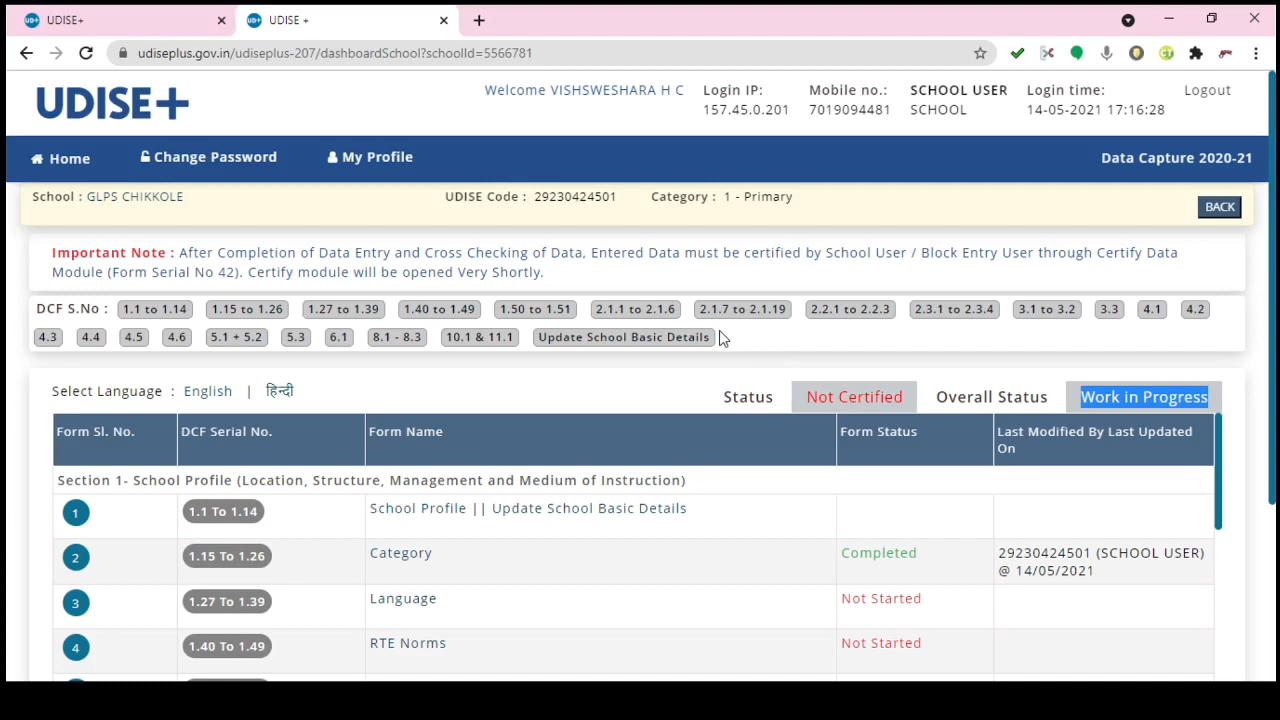 UDISE+
UDISE +
udiseplus.gov.in/udiseplus-207/dashboardSchool?schoolId=5566781
UDISE+
Welcome VISHSWESHARA H C
Login IP:
157.45.0.201
Mobile no.:
7019094481
SCHOOL USER
SCHOOL
Login time:
14-05-2021 17:16:28
Logout
Home
Change Password
My Profile
Data Capture 2020-21
School : GLPS CHIKKOLE
UDISE Code : 29230424501
Category : 1 - Primary
BACK
Important Note : After Completion of Data Entry and Cross Checking of Data, Entered Data must be certified by School User / Block Entry User through Certify Data
Module (Form Serial No 42). Certify module will be opened Very Shortly.
DCF S.No : 1.1 to 1.14 1.15 to 1.26 1.27 to 1.39 1.40 to 1.49 1.50 to 1.51 2.1.1 to 2.1.6 2.1.7 to 2.1.19 2.2.1 to 2.2.3 2.3.1 to 2.3.4 3.1 to 3.2 3.3 4.1 4.2
4.3 4.4 4.5 4.6 5.1 + 5.2 5.3 6.1 8.1 - 8.3 10.1 & 11.1 Update School Basic Details
Select Language : English | हिन्दी
Status Not Certified Overall Status Work in Progress
Form Sl. No. DCF Serial No. Form Name Form Status Last Modified By Last Updated
On
Section 1- School Profile (Location, Structure, Management and Medium of Instruction)
1 1.1 To 1.14 School Profile || Update School Basic Details
2 1.15 To 1.26 Category Completed 29230424501 (SCHOOL USER)
@ 14/05/2021
3 1.27 To 1.39 Language Not Started
4 1.40 To 1.49 RTE Norms Not Started